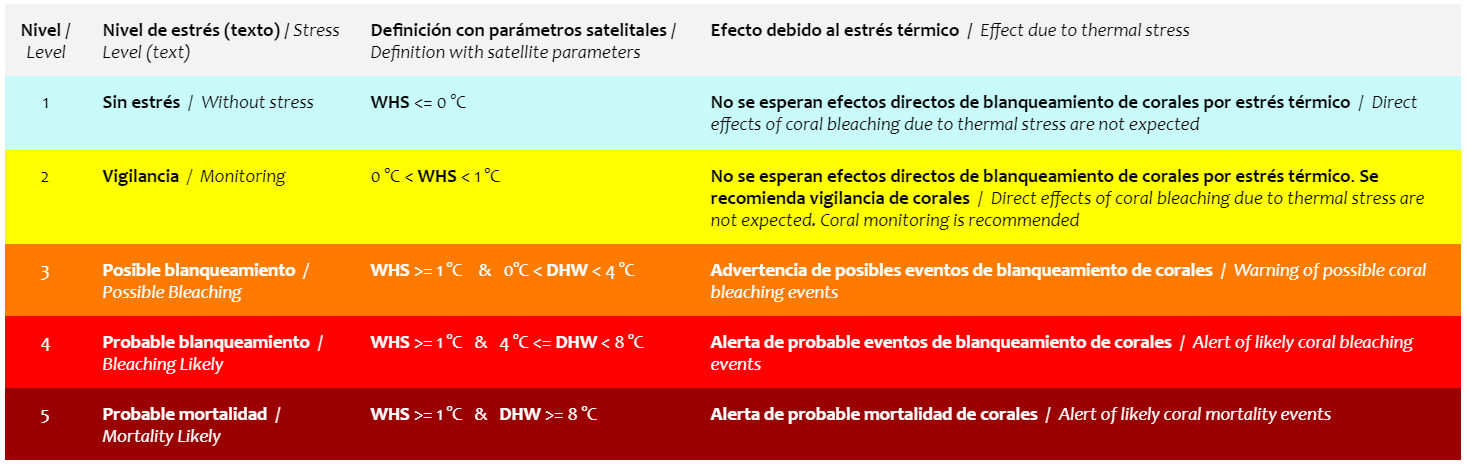 Nivel /
Level
Nivel de estrés (texto) / Stress
Level (text)
Definición con parámetros satelitales /
Definition with satellite parameters
Efecto debido al estrés térmico / Effect due to thermal stress
1
Sin estrés / Without stress
WHS <= 0 °C
No se esperan efectos directos de blanqueamiento de corales por estrés térmico / Direct
effects of coral bleaching due to thermal stress are not expected
2
Vigilancia / Monitoring
0 °C < WHS < 1 °C
No se esperan efectos directos de blanqueamiento de corales por estrés térmico. Se
recomienda vigilancia de corales / Direct effects of coral bleaching due to thermal stress are
not expected. Coral monitoring is recommended
3
Posible blanqueamiento /
Possible Bleaching
WHS >= 1 °C & 0°C < DHW < 4 °C
Advertencia de posibles eventos de blanqueamiento de corales / Warning of possible coral
bleaching events
4
Probable blanqueamiento /
Bleaching Likely
WHS >= 1 °C & 4 °C <= DHW < 8 °C
Alerta de probable eventos de blanqueamiento de corales / Alert of likely coral bleaching
events
5
Probable mortalidad /
Mortality Likely
WHS >= 1 °C & DHW >= 8 °C
Alerta de probable mortalidad de corales / Alert of likely coral mortality events